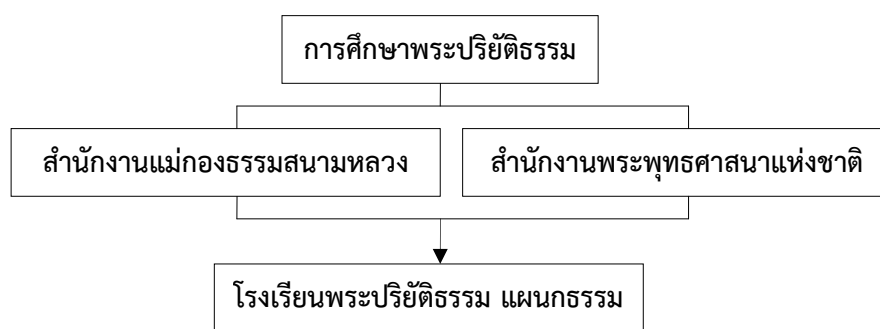 การศึกษาพระปริยัติธรรม
สำนักงานแม่กองธรรมสนามหลวง
สำนักงานพระพุทธศาสนาแห่งชาติ
โรงเรียนพระปริยัติธรรม แผนกธรรม